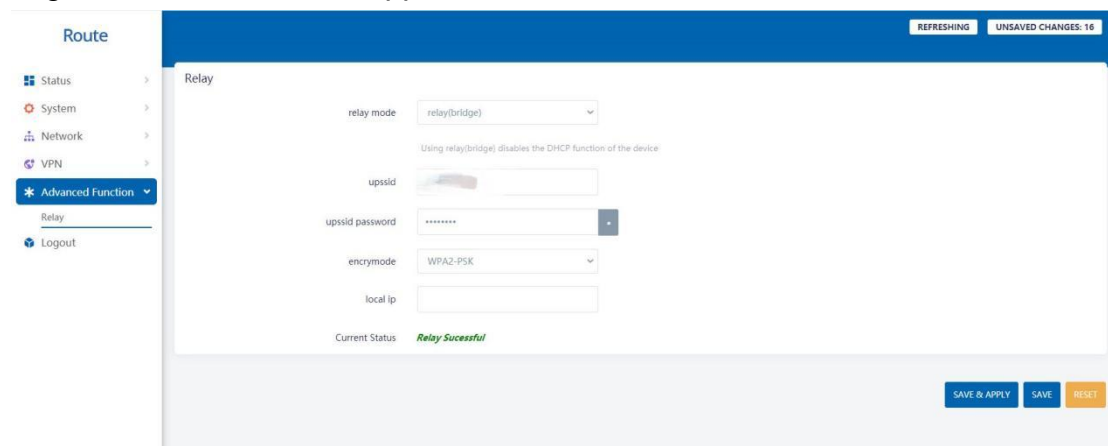 Route
REFRESHING UNSAVED CHANGES: 16
Status
System
Network
VPN
Advanced Function
Relay
Logout
Relay
relay mode relay(bridge)
Using relay(bridge) disables the DHCP function of the device
upssid
upssid password ••••••••
encrymode WPA2-PSK
local ip
Current Status Relay Sucessful
SAVE & APPLY SAVE RESET